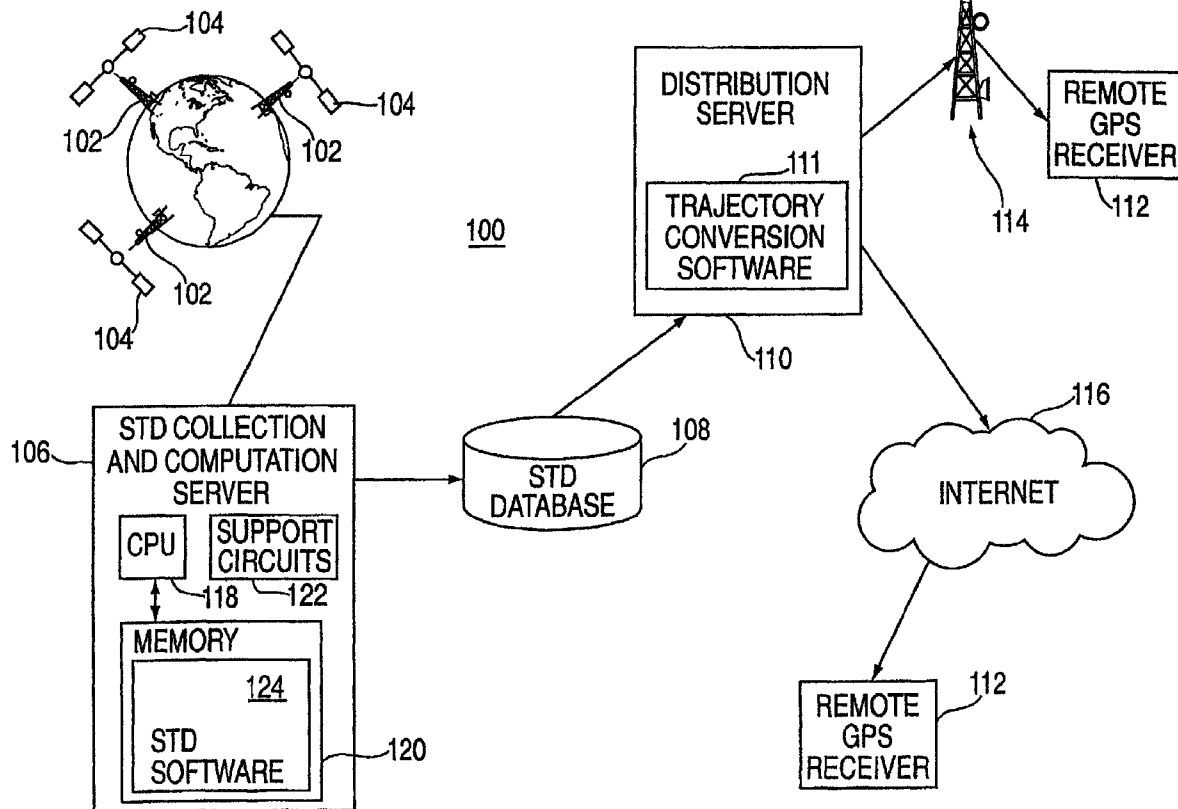 104
104
102
102
102
104
100
DISTRIBUTION
SERVER
111
TRAJECTORY
CONVERSION
SOFTWARE
110
114
REMOTE
GPS
RECEIVER
112
106
STD COLLECTION
AND COMPUTATION
SERVER
CPU
118
SUPPORT
CIRCUITS
122
MEMORY
124
STD
SOFTWARE
120
STD
DATABASE
108
116
INTERNET
REMOTE
GPS
RECEIVER
112